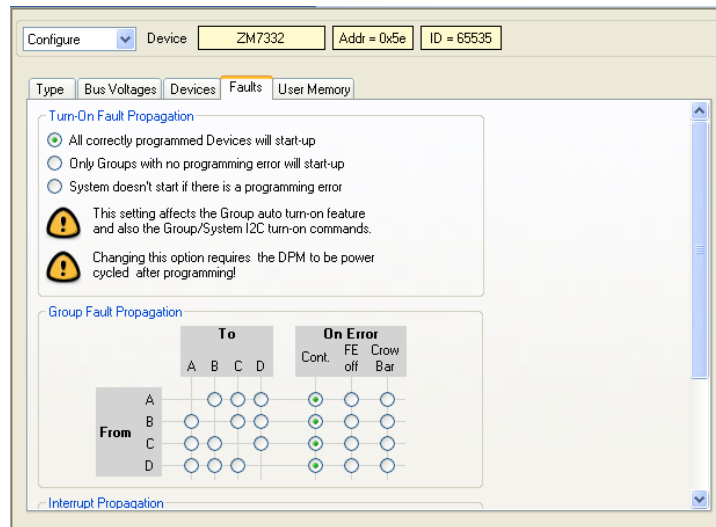 Configure Device ZM7332 Addr = 0x5e ID = 65535
Type Bus Voltages Devices Faults User Memory
Turn-On Fault Propagation
All correctly programmed Devices will start-up
Only Groups with no programming error will start-up
System doesn't start if there is a programming error
This setting affects the Group auto turn-on feature
and also the Group/System I2C turn-on commands.
Changing this option requires the DPM to be power
cycled after programming!
Group Fault Propagation
To On Error
A B C D Cont. FE off Crow Bar
From
A
B
C
D
Interrupt Propagation